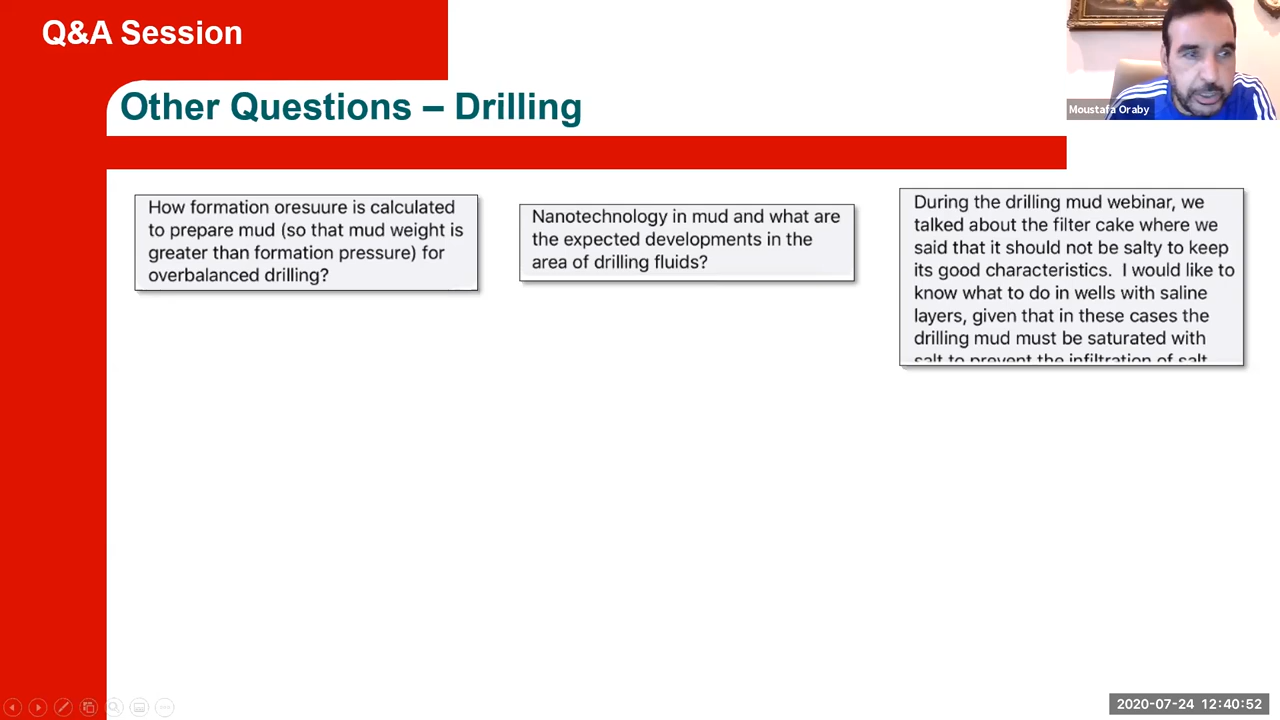 Q&A Session
Other Questions – Drilling
Moustafa Oraby
How formation oresuure is calculated
to prepare mud (so that mud weight is
greater than formation pressure) for
overbalanced drilling?
Nanotechnology in mud and what are
the expected developments in the
area of drilling fluids?
During the drilling mud webinar, we
talked about the filter cake where we
said that it should not be salty to keep
its good characteristics. I would like to
know what to do in wells with saline
layers, given that in these cases the
drilling mud must be saturated with
salt to prevent the infiltration of salt
2020-07-24 12:40:52